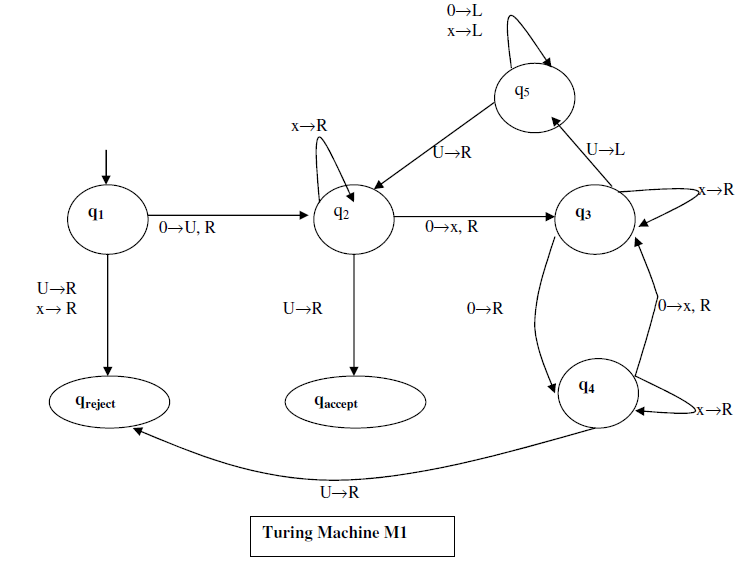 0→L
x→L
q5
x→R
U→R
U→L
x→R
q1
q2
q3
0→U, R
0→x, R
U→R
x→ R
U→R
0→R
0→x, R
q4
qreject
qaccept
x→R
U→R
Turing Machine M1